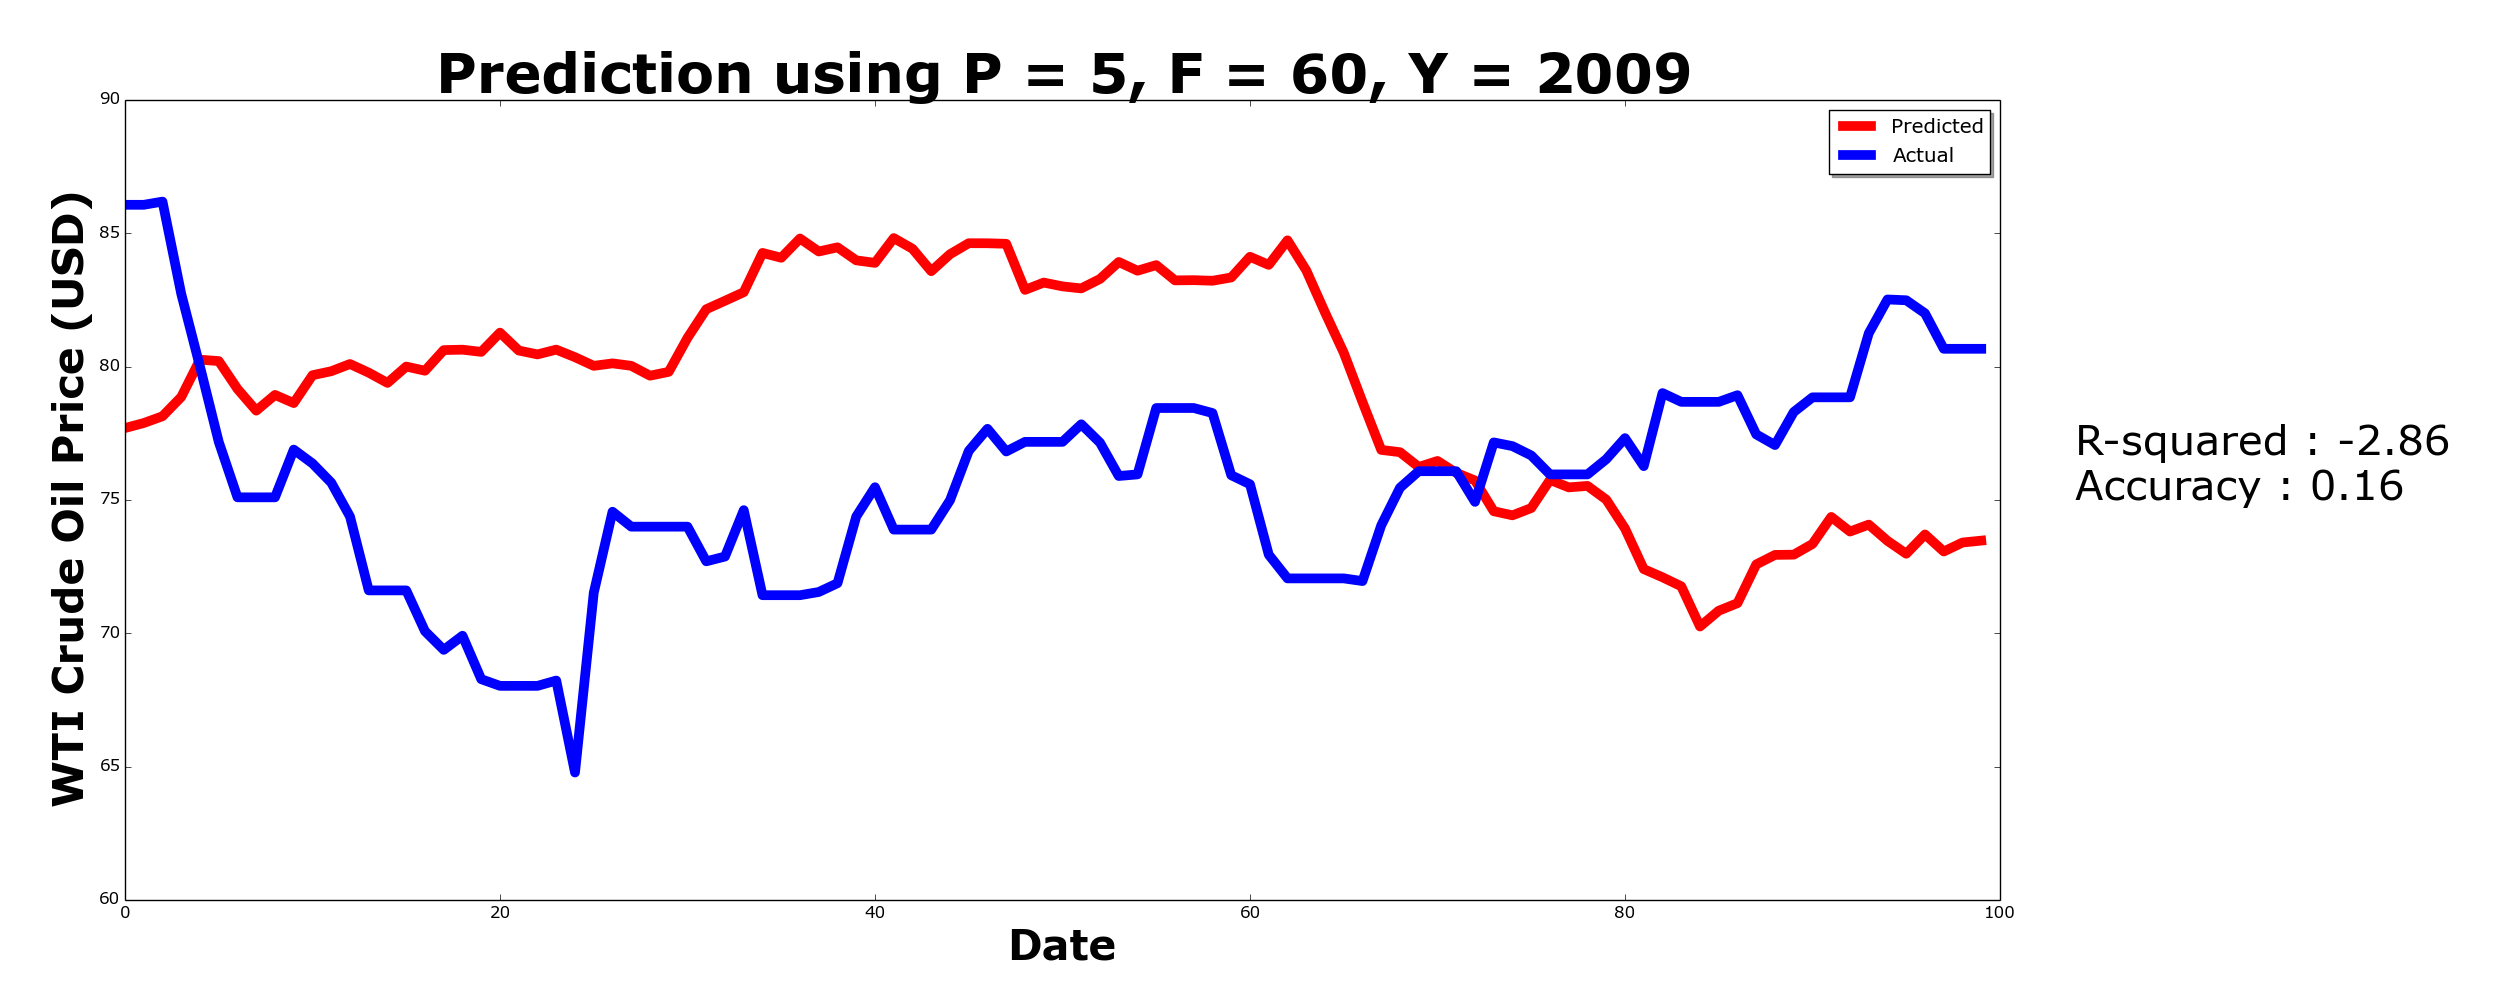 Prediction using P = 5, F = 60, Y = 2009
WTI Crude Oil Price (USD)
90
85
80
75
70
65
60
0 20 40 60 80 100
Date
Predicted
Actual
R-squared : -2.86
Accuracy : 0.16